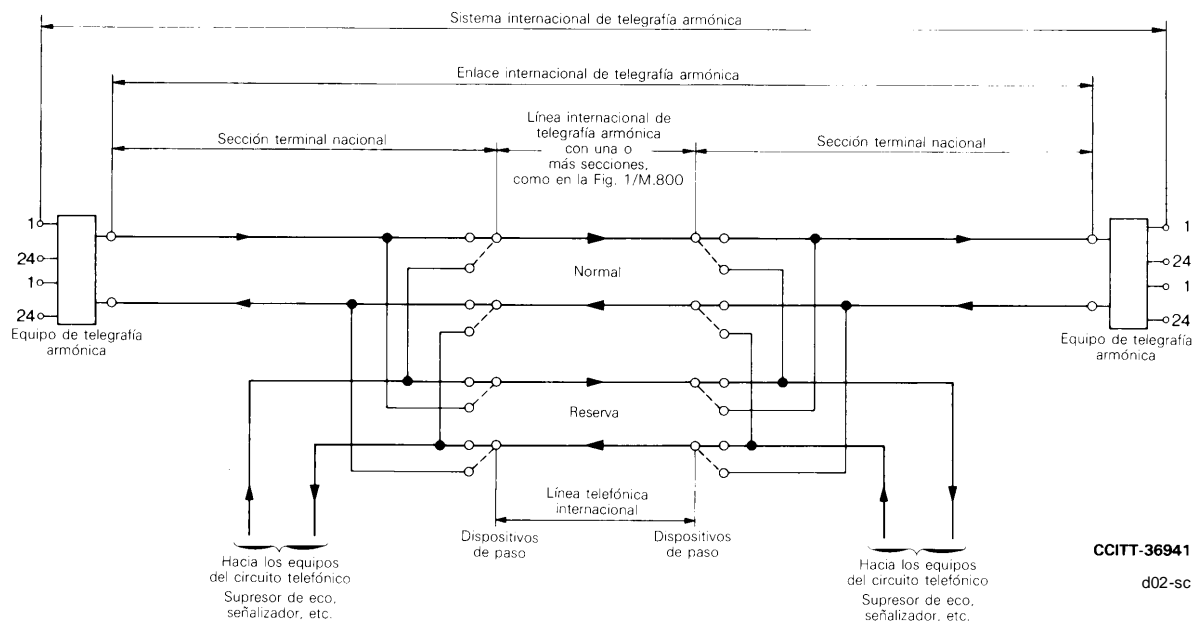 Sistema internacional de telegrafía armónica
Enlace internacional de telegrafía armónica
Sección terminal nacional
Línea internacional de
telegrafía armónica
con una o
más secciones,
como en la Fig. 1/M.800
Sección terminal nacional
1
24
1
24
Equipo de telegrafía
armónica
Normal
1
24
1
24
Equipo de telegrafía
armónica
Reserva
Línea telefónica
internacional
Dispositivos
de paso
Dispositivos
de paso
Hacia los equipos
del circuito telefónico
Supresor de eco,
señalizador, etc.
Hacia los equipos
del circuito telefónico
Supresor de eco,
señalizador, etc.
CCITT-36941
d02-sc